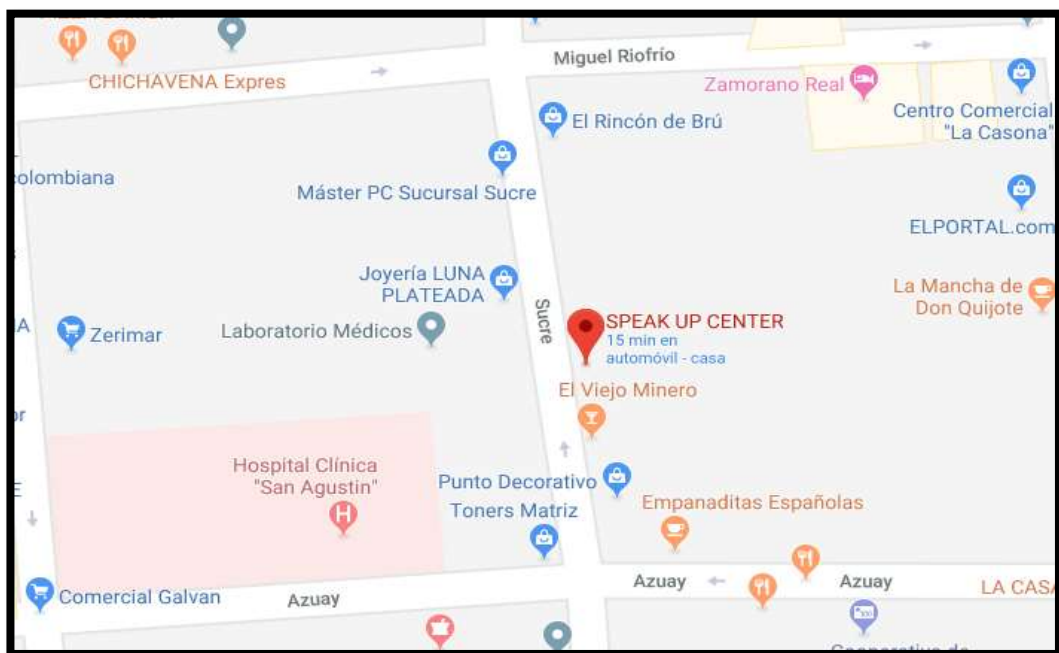 Miguel Riofrío
CHICHAVENA Expres
Zamorano Real
Centro Comercial
"La Casona"
El Rincón de Brú
colombiana
Máster PC Sucursal Sucre
ELPORTAL.com
Joyería LUNA
PLATEADA
La Mancha de
Don Quijote
Sucre
SPEAK UP CENTER
15 min en
automóvil - casa
Laboratorio Médicos
Zerimar
El Viejo Minero
Hospital Clínica
"San Agustin"
Punto Decorativo
Toners Matriz
Empanaditas Españolas
Azuay
Azuay
LA CASA
Comercial Galvan
Azuay